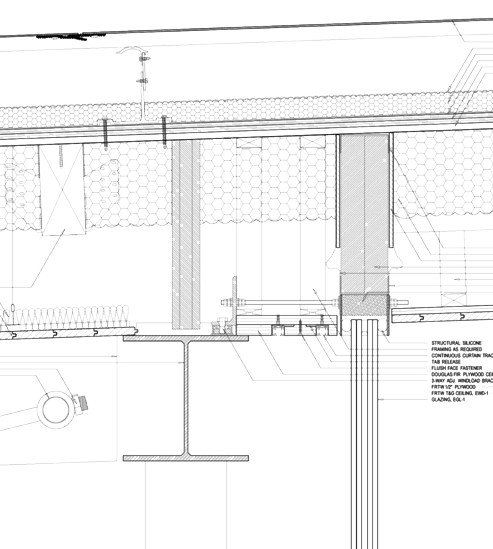 STRUCTURAL SILICONE
FRAMING AS REQUIRED
CONTINUOUS CURTAIN TRAC
TAB RELEASE
FLUSH FACE FASTENER
DOUGLAS FIR PLYWOOD CEI
3-WAY ADJ WINDLOAD BRAC
FRTW 1/2" PLYWOOD
FRTW T&G CEILING, EWD-1
GLAZING, EGL-1